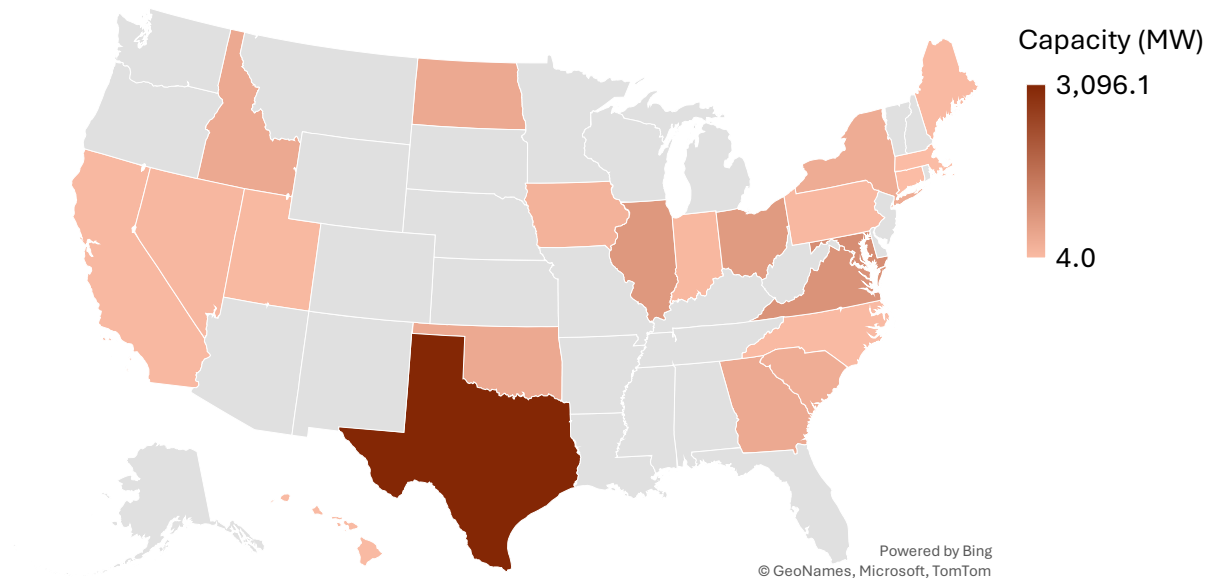 Capacity (MW)
3,096.1
4.0
Powered by Bing
© GeoNames, Microsoft, TomTom